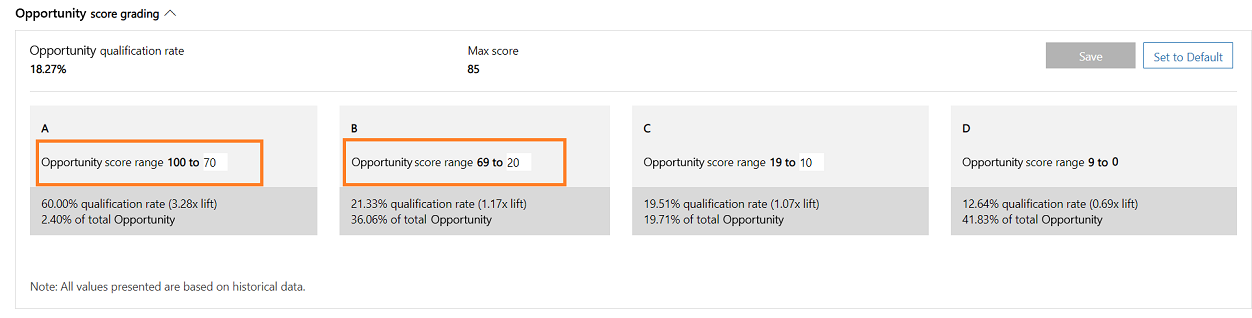 Opportunity score grading
Opportunity qualification rate
18.27%
Max score
85
Save
Set to Default
A
Opportunity score range 100 to 70
60.00% qualification rate (3.28x lift)
2.40% of total Opportunity
B
Opportunity score range 69 to 20
21.33% qualification rate (1.17x lift)
36.06% of total Opportunity
C
Opportunity score range 19 to 10
19.51% qualification rate (1.07x lift)
19.71% of total Opportunity
D
Opportunity score range 9 to 0
12.64% qualification rate (0.69x lift)
41.83% of total Opportunity
Note: All values presented are based on historical data.